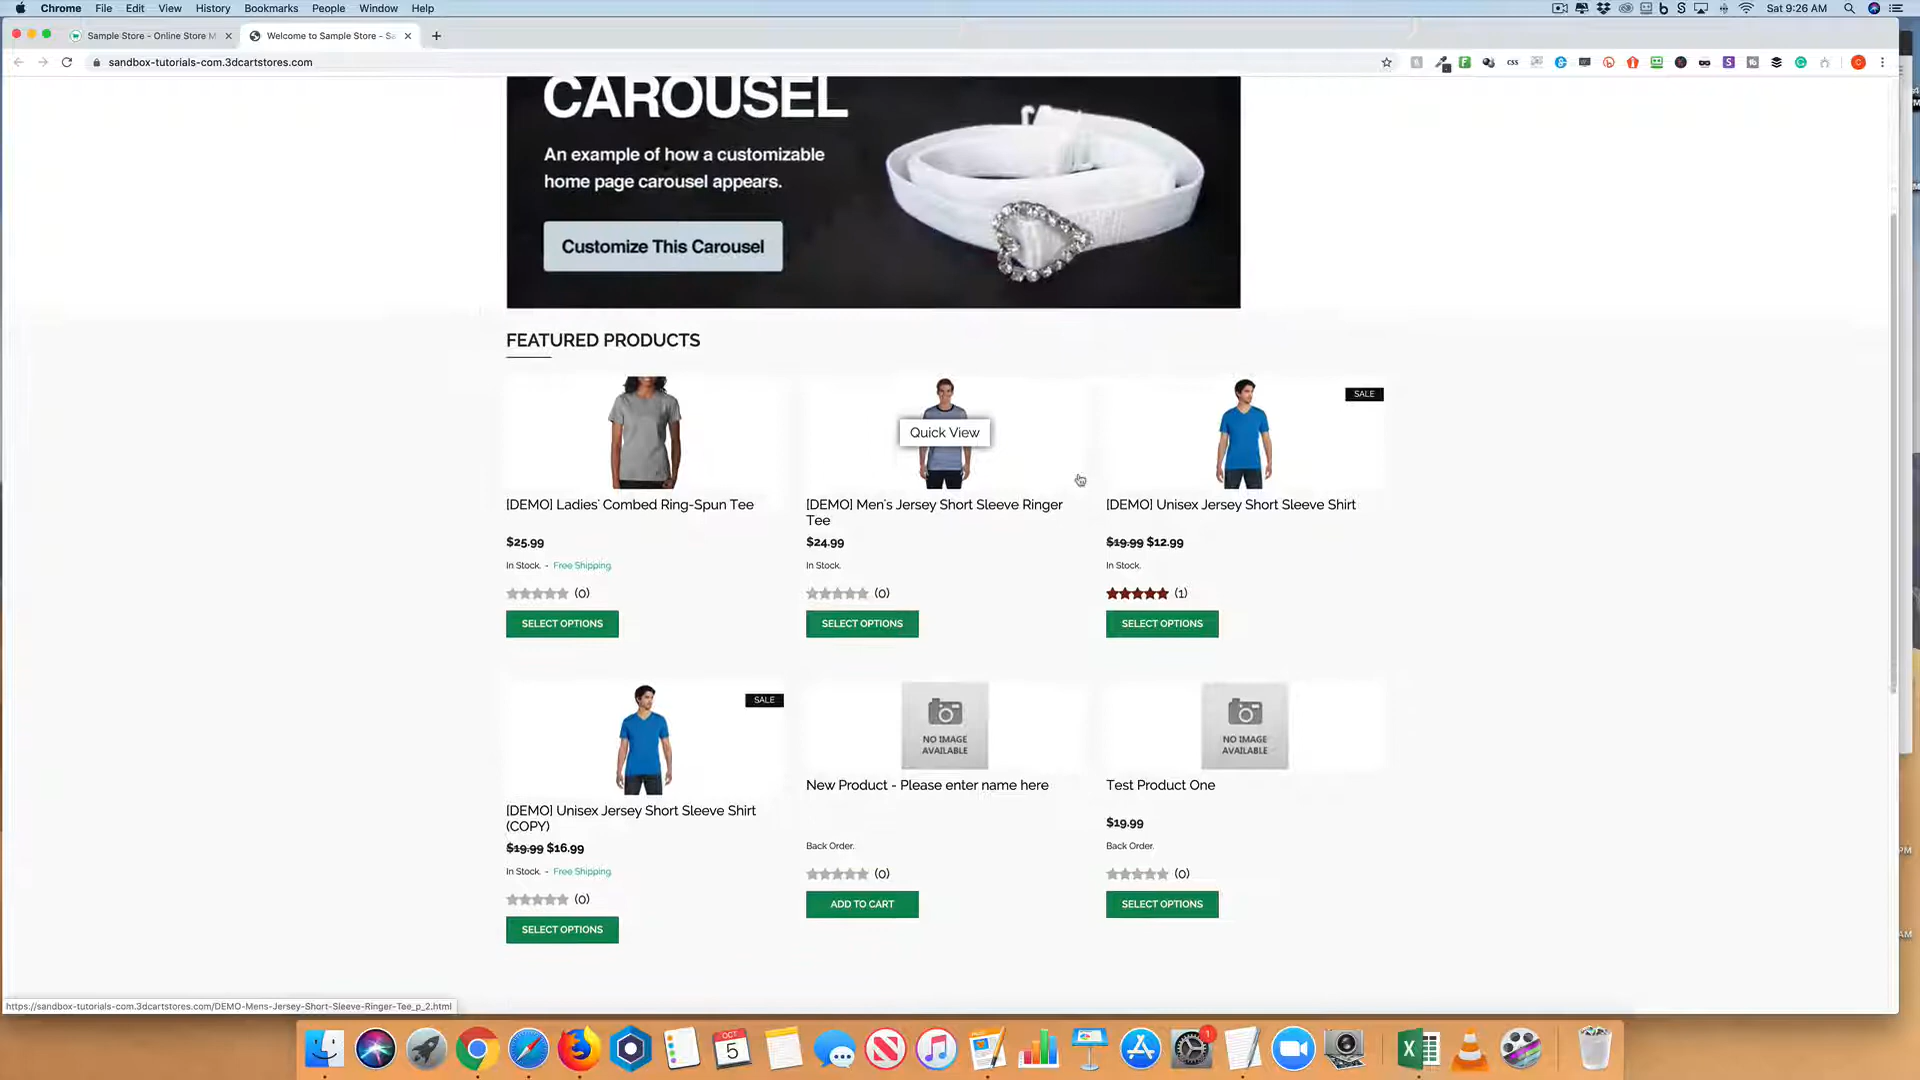 Chrome File Edit View History Bookmarks People Window Help
Sat 9:26 AM
Sample Store - Online Store M
Welcome to Sample Store - Sa
sandbox-tutorials-com.3dcartstores.com
CAROUSEL
An example of how a customizable
home page carousel appears.
Customize This Carousel
FEATURED PRODUCTS
Quick View
SALE
[DEMO] Ladies' Combed Ring-Spun Tee
$25.99
In Stock. - Free Shipping
(0)
SELECT OPTIONS
[DEMO] Men's Jersey Short Sleeve Ringer
Tee
$24.99
In Stock.
(0)
SELECT OPTIONS
[DEMO] Unisex Jersey Short Sleeve Shirt
$19.99 $12.99
In Stock.
(1)
SELECT OPTIONS
SALE
[DEMO] Unisex Jersey Short Sleeve Shirt
(COPY)
$19.99 $16.99
In Stock. - Free Shipping
(0)
SELECT OPTIONS
NO IMAGE
AVAILABLE
New Product - Please enter name here
Back Order.
(0)
ADD TO CART
NO IMAGE
AVAILABLE
Test Product One
$19.99
Back Order.
(0)
SELECT OPTIONS
https://sandbox-tutorials-com.3dcartstores.com/DEMO-Mens-Jersey-Short-Sleeve-Ringer-Tee_p_2.html
OCT
5
1